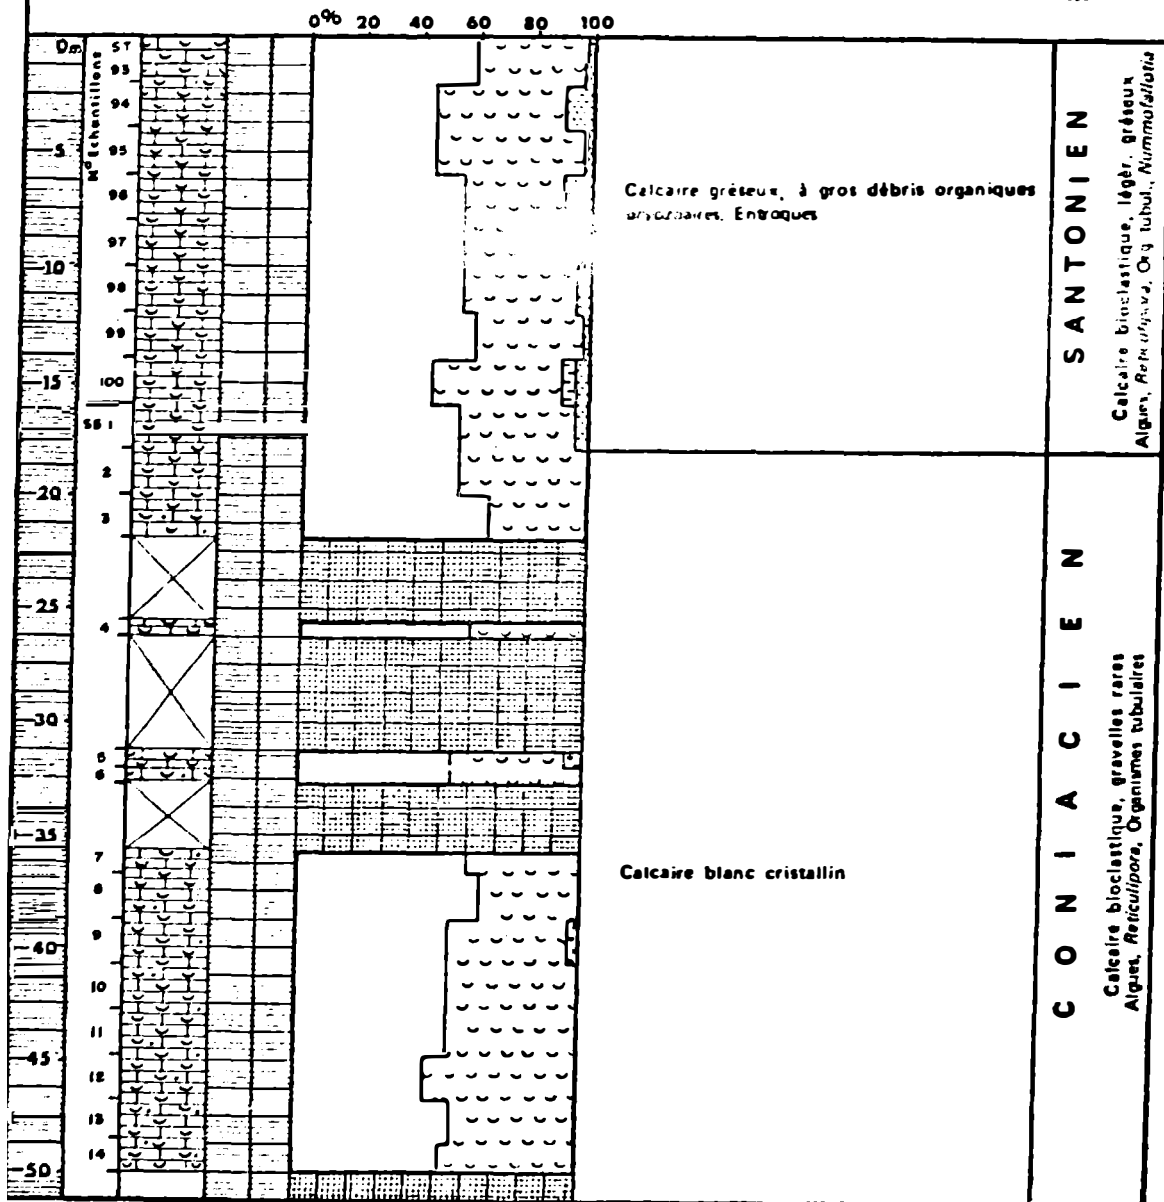 0% 20 40 60 80 100
0m
5
10
15
20
25
30
35
40
45
50
N° Echantillons
ST
93
94
95
96
97
98
99
100
SS 1
2
3
4
5
6
7
8
9
10
11
12
13
14
Calcaire gréseux, à gros débris organiques
Entroques
Calcaire blanc cristallin
SANTONIEN
Calcaire bioclastique, léger. gréseux
Algues, Org tubul., Nummofallotia
CONIACIEN
Calcaire bioclastique, gravelles rares
Algues, Reticulipora, Organismes tubulaires